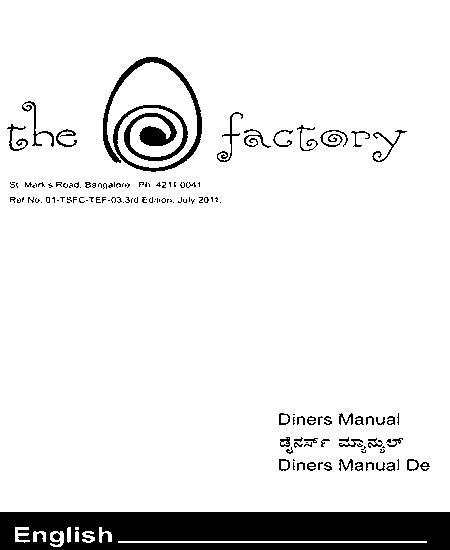 the factory
St. Mark's Road, Bangalore. Ph: 4211 0041
Ref No. 01-TSFC-TEF-03.3rd Edition. July 2011.
Diners Manual
ಡೈನರ್ಸ್ ಮ್ಯಾನ್ಯುಲ್
Diners Manual De
English